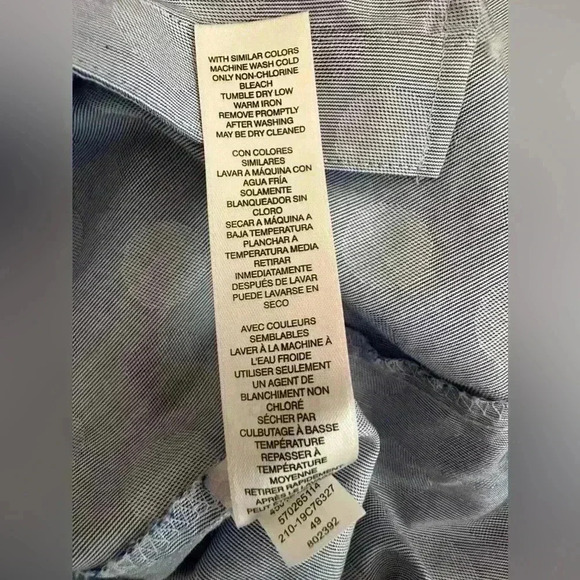 WITH SIMILAR COLORS
MACHINE WASH COLD
ONLY NON-CHLORINE
BLEACH
TUMBLE DRY LOW
WARM IRON
REMOVE PROMPTLY
AFTER WASHING
MAY BE DRY CLEANED
CON COLORES
SIMILARES
LAVAR A MÁQUINA CON
AGUA FRÍA
SOLAMENTE
BLANQUEADOR SIN
CLORO
SECAR A MÁQUINA A
BAJA TEMPERATURA
PLANCHAR A
TEMPERATURA MEDIA
RETIRAR
INMEDIATAMENTE
DESPUÉS DE LAVAR
PUEDE LAVARSE EN
SECO
AVEC COULEURS
SEMBLABLES
LAVER À LA MACHINE À
L'EAU FROIDE
UTILISER SEULEMENT
UN AGENT DE
BLANCHIMENT NON
CHLORÉ
SÉCHER PAR
CULBUTAGE À BASSE
TEMPÉRATURE
REPASSER À
TEMPÉRATURE
MOYENNE
RETIRER RAPIDEMENT
APRÈS LE
PEUT
570265114
210-19C76327
49
802392